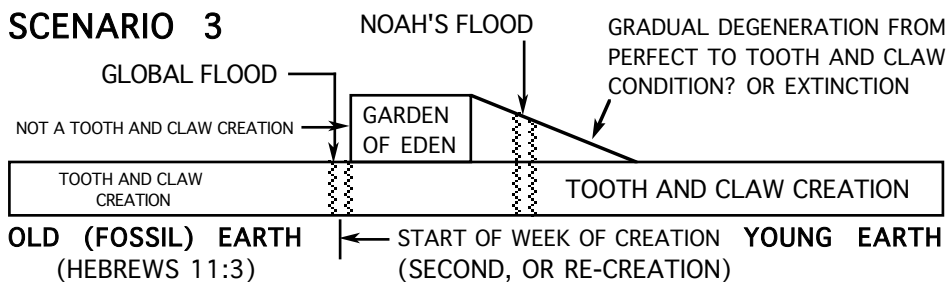 SCENARIO 3
NOAH'S FLOOD
GRADUAL DEGENERATION FROM
PERFECT TO TOOTH AND CLAW
CONDITION? OR EXTINCTION
GLOBAL FLOOD
NOT A TOOTH AND CLAW CREATION
GARDEN
OF EDEN
TOOTH AND CLAW
CREATION
TOOTH AND CLAW CREATION
OLD (FOSSIL) EARTH
(HEBREWS 11:3)
START OF WEEK OF CREATION
(SECOND, OR RE-CREATION)
YOUNG EARTH